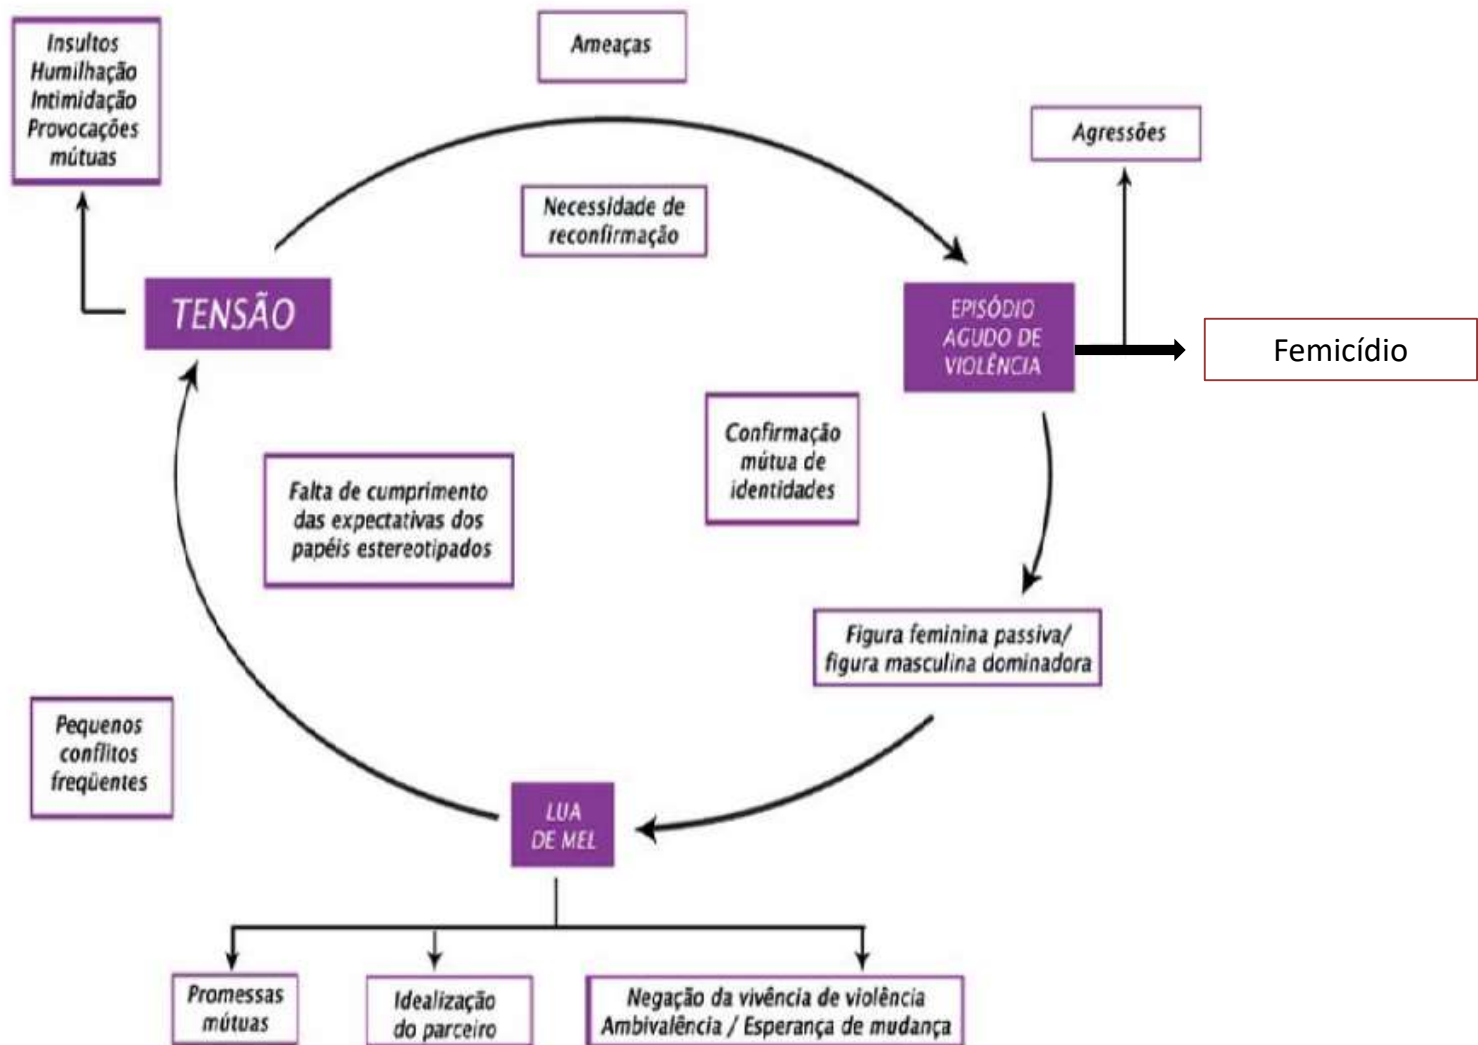 Insultos
Humilhação
Intimidação
Provocações
mútuas
Ameaças
Agressões
Necessidade de
reconfirmação
TENSÃO
EPISÓDIO
AGUDO DE
VIOLÊNCIA
Femicídio
Confirmação
mútua de
identidades
Falta de cumprimento
das expectativas dos
papéis estereotipados
Figura feminina passiva/
figura masculina dominadora
Pequenos
conflitos
freqüentes
LUA
DE MEL
Promessas
mútuas
Idealização
do parceiro
Negação da vivência de violência
Ambivalência / Esperança de mudança